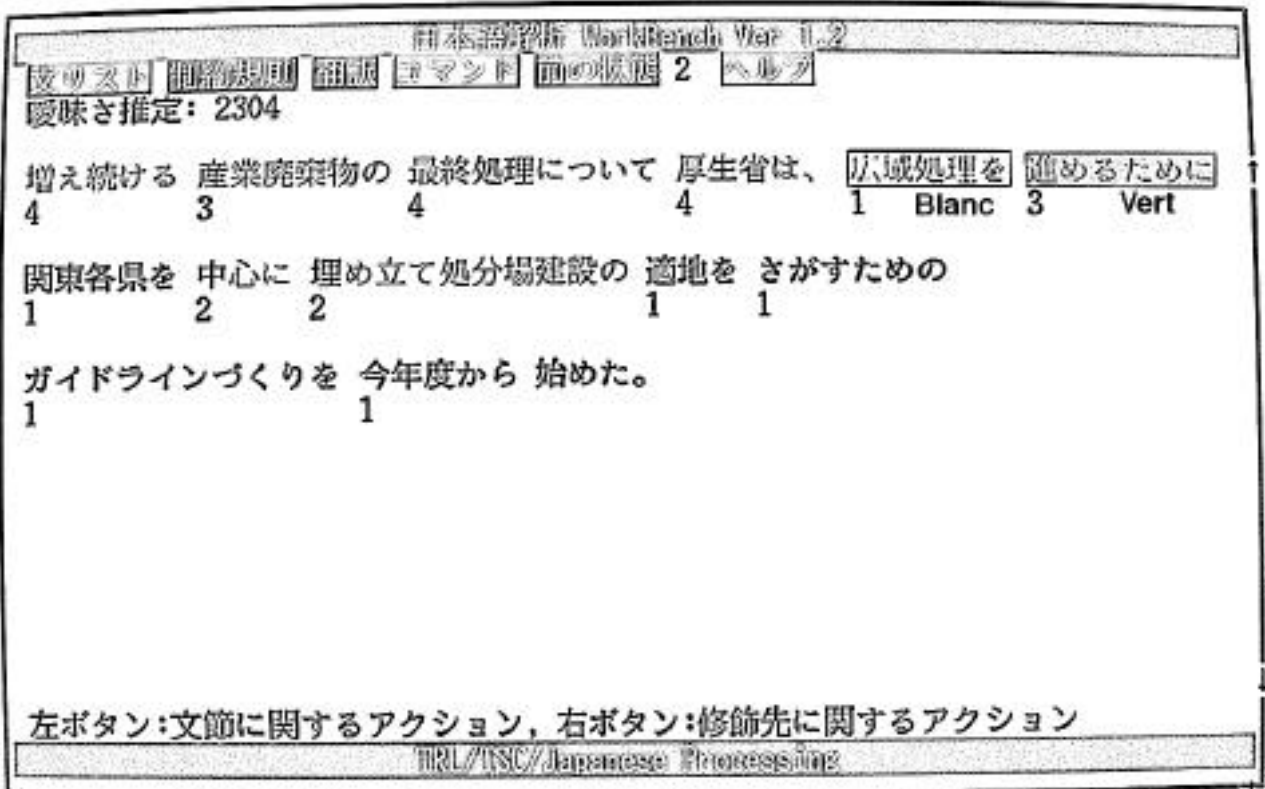 日本語解析 WorkBench Ver 1.2
文リスト 制約規則 翻訳 コマンド 前の状態 2 ヘルプ
曖昧さ推定: 2304
増え続ける 産業廃棄物の 最終処理について 厚生省は、 広域処理を 進めるために
4 3 4 4 1 Blanc 3 Vert
関東各県を 中心に 埋め立て処分場建設の 適地を さがすための
1 2 2 1 1
ガイドラインづくりを 今年度から 始めた。
1 1
左ボタン:文節に関するアクション, 右ボタン:修飾先に関するアクション
TRL/TSC/Japanese Processing